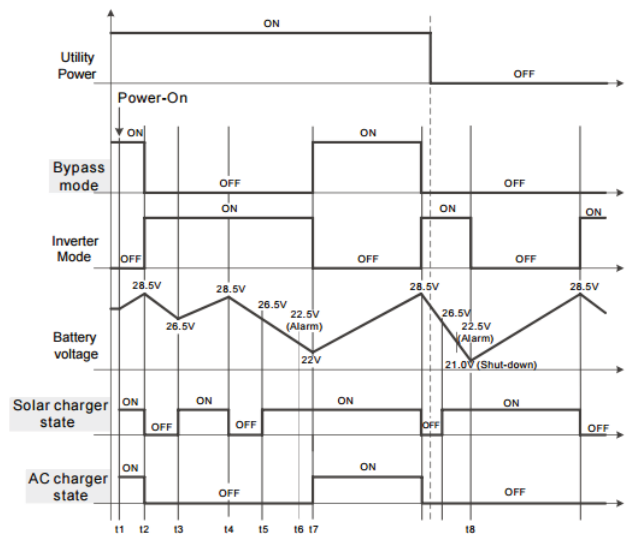 ON
Utility
Power
OFF
Power-On
ON
ON
Bypass
mode
OFF
OFF
ON
ON
ON
Inverter
Mode
OFF
OFF
OFF
28.5V
28.5V
28.5V
28.5V
26.5V
26.5V
22.5V
(Alarm)
26.5V
22.5V
(Alarm)
Battery
voltage
22V
21.0V (Shut-down)
Solar charger
state
ON
ON
ON
ON
OFF
OFF
OFF
OFF
AC charger
state
ON
ON
OFF
OFF
t1 t2 t3 t4 t5 t6 t7 t8